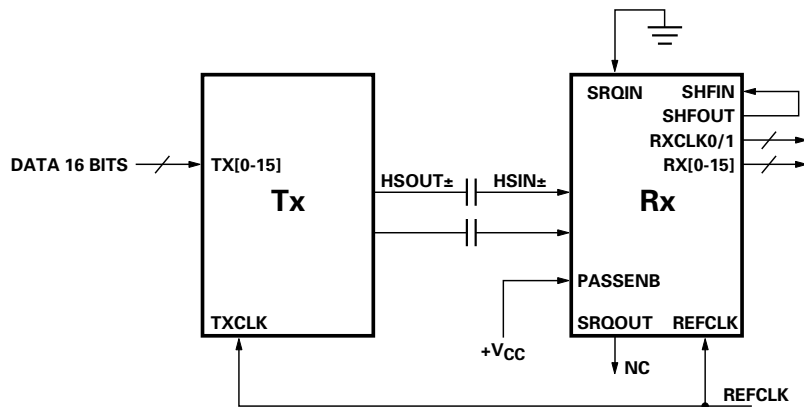 SRQIN
SHFIN
SHFOUT
RXCLK0/1
DATA 16 BITS
TX[0-15]
RX[0-15]
HSOUT±
HSIN±
Tx
Rx
PASSENB
TXCLK
SRQOUT
REFCLK
+VCC
NC
REFCLK